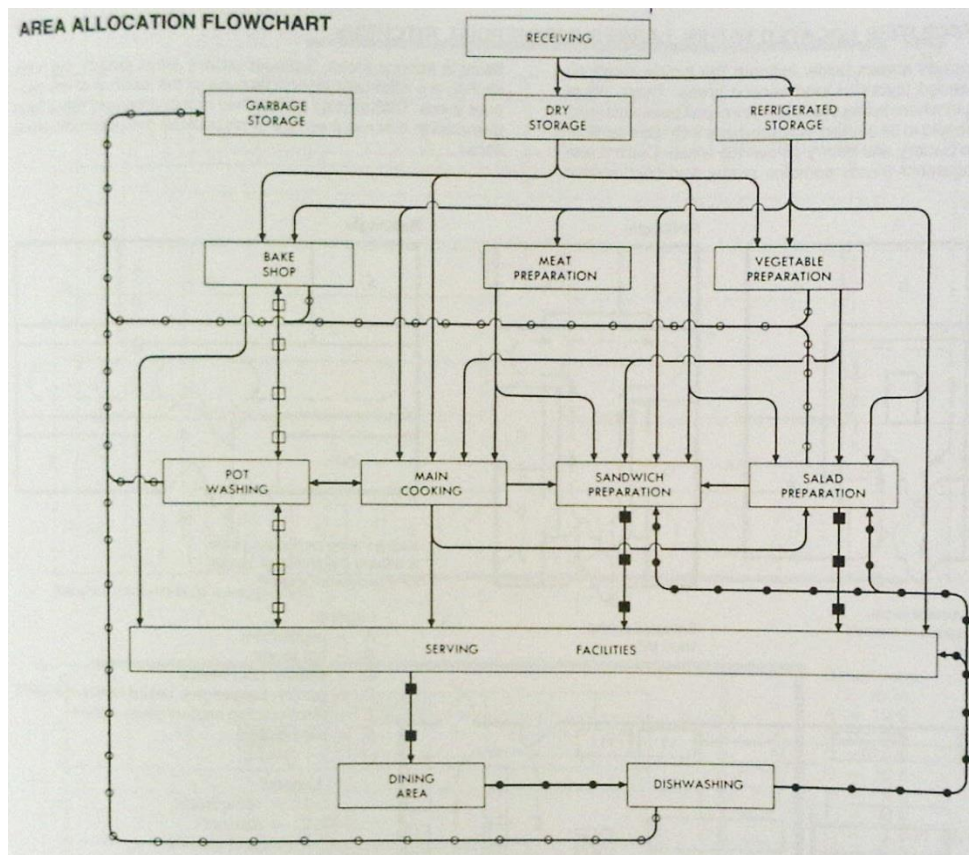 AREA ALLOCATION FLOWCHART
RECEIVING
GARBAGE
STORAGE
DRY
STORAGE
REFRIGERATED
STORAGE
BAKE
SHOP
MEAT
PREPARATION
VEGETABLE
PREPARATION
POT
WASHING
MAIN
COOKING
SANDWICH
PREPARATION
SALAD
PREPARATION
SERVING FACILITIES
DINING
AREA
DISHWASHING